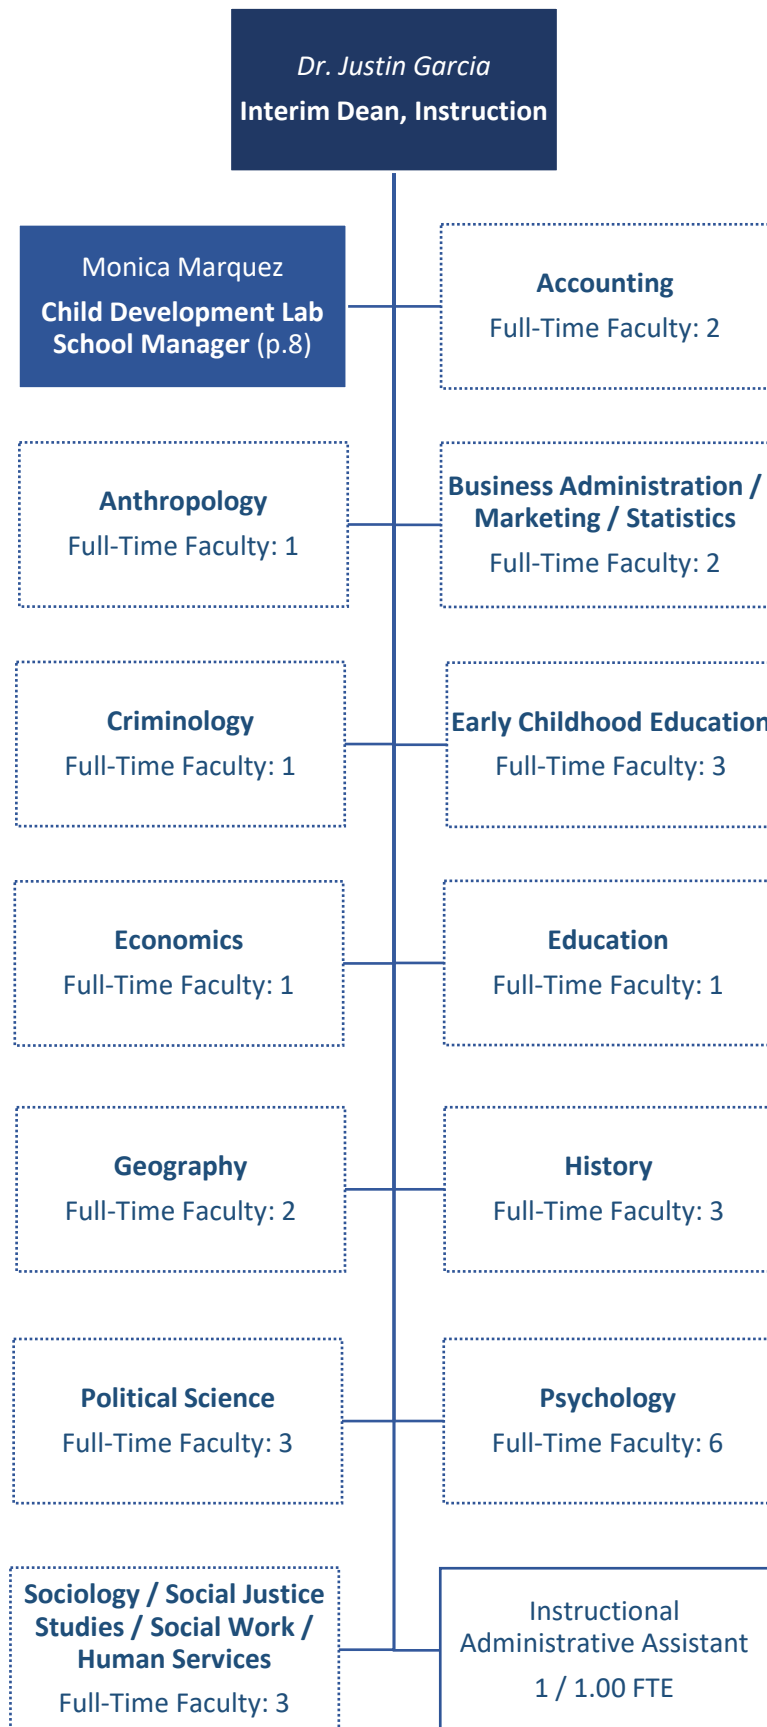 Dr. Justin Garcia
Interim Dean, Instruction
Monica Marquez
Child Development Lab
School Manager (p.8)
Accounting
Full-Time Faculty: 2
Anthropology
Full-Time Faculty: 1
Business Administration /
Marketing / Statistics
Full-Time Faculty: 2
Criminology
Full-Time Faculty: 1
Early Childhood Education
Full-Time Faculty: 3
Economics
Full-Time Faculty: 1
Education
Full-Time Faculty: 1
Geography
Full-Time Faculty: 2
History
Full-Time Faculty: 3
Political Science
Full-Time Faculty: 3
Psychology
Full-Time Faculty: 6
Sociology / Social Justice
Studies / Social Work /
Human Services
Full-Time Faculty: 3
Instructional
Administrative Assistant
1 / 1.00 FTE